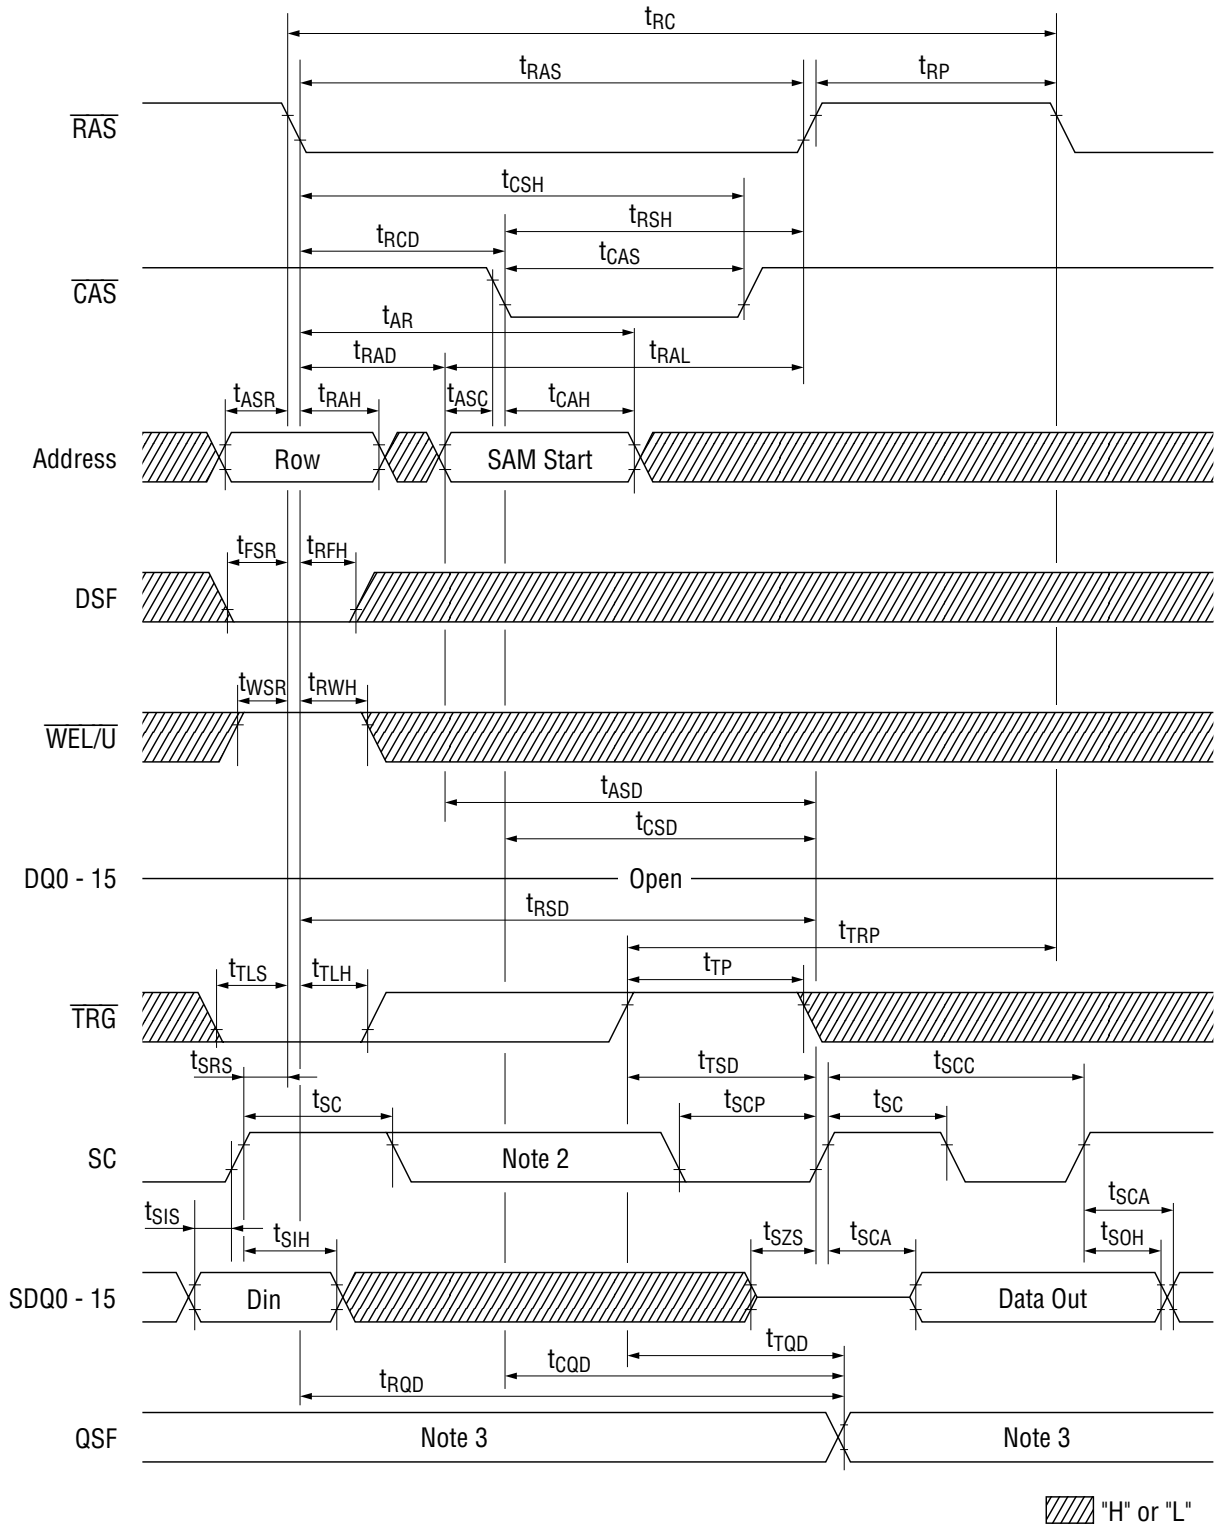 tRC
tRAS
tRP
RAS
tCSH
tRSH
tRCD
tCAS
CAS
tAR
tRAD
tRAL
tASR
tRAH
tASC
tCAH
Address
Row
SAM Start
tFSR
tRFH
DSF
tWSR
tRWH
WEL/U
tASD
tCSD
DQ0 - 15
Open
tRSD
tTRP
tTLS
tTLH
tTP
TRG
tSRS
tTSD
tSCC
tSC
tSCP
tSC
SC
Note 2
tSIS
tSIH
tSZS
tSCA
tSCA
tSOH
SDQ0 - 15
Din
Data Out
tTQD
tCQD
tRQD
QSF
Note 3
Note 3
"H" or "L"